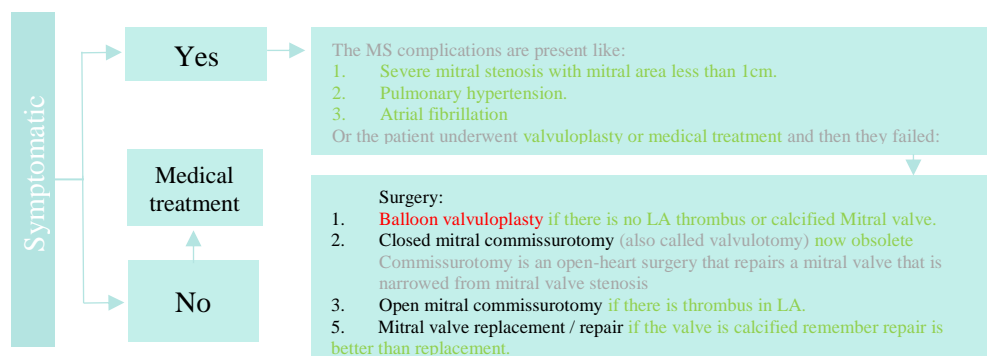 Symptomatic
Yes
The MS complications are present like:
1. Severe mitral stenosis with mitral area less than 1cm.
2. Pulmonary hypertension.
3. Atrial fibrillation
Or the patient underwent valvuloplasty or medical treatment and then they failed:
Medical
treatment
No
Surgery:
1. Balloon valvuloplasty if there is no LA thrombus or calcified Mitral valve.
2. Closed mitral commissurotomy (also called valvulotomy) now obsolete
Commissurotomy is an open-heart surgery that repairs a mitral valve that is
narrowed from mitral valve stenosis
3. Open mitral commissurotomy if there is thrombus in LA.
5. Mitral valve replacement / repair if the valve is calcified remember repair is
better than replacement.